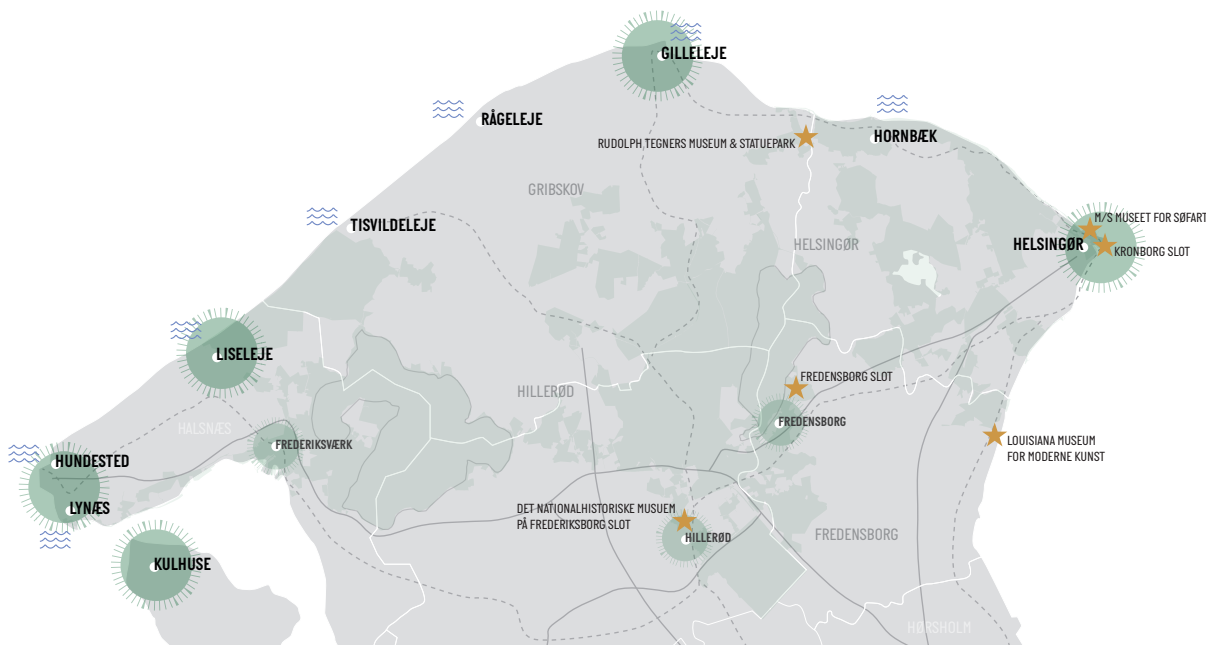 GILLELEJE
RÅGELEJE
HORNBÆK
RUDOLPH TEGNERS MUSEUM & STATUEPARK
GRIBSKOV
M/S MUSEET FOR SØFART
TISVILDELEJE
HELSINGØR
HELSINGØR
KRONBORG SLOT
LISELEJE
FREDENSBORG SLOT
HILLERØD
HALSNÆS
FREDENSBORG
FREDERIKSVÆRK
LOUISIANA MUSEUM
FOR MODERNE KUNST
HUNDESTED
LYNÆS
DET NATIONALHISTORISKE MUSUEM
PÅ FREDERIKSBORG SLOT
HILLERØD
FREDENSBORG
KULHUSE
HØRSHOLM